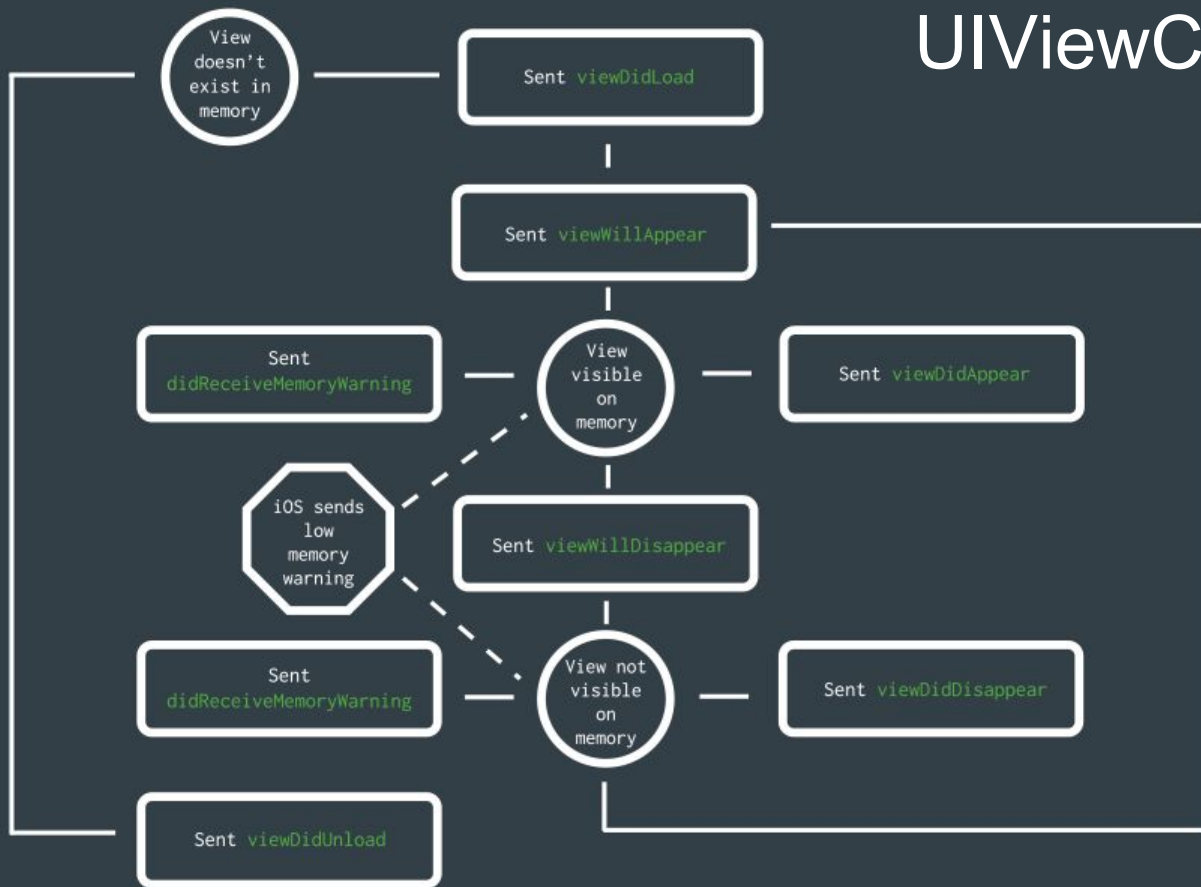 UIViewC
View
doesn't
exist in
memory
Sent viewDidLoad
Sent viewWillAppear
Sent
didReceiveMemoryWarning
View
visible
on
memory
Sent viewDidAppear
iOS sends
low
memory
warning
Sent viewWillDisappear
Sent
didReceiveMemoryWarning
View not
visible
on
memory
Sent viewDidDisappear
Sent viewDidUnload